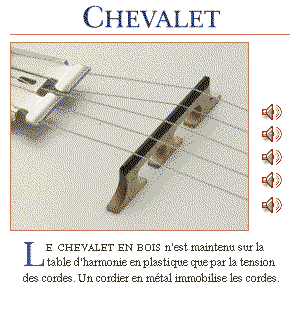 CHEVALET
LE CHEVALET EN BOIS n'est maintenu sur la
table d'harmonie en plastique que par la tension
des cordes. Un cordier en métal immobilise les cordes.